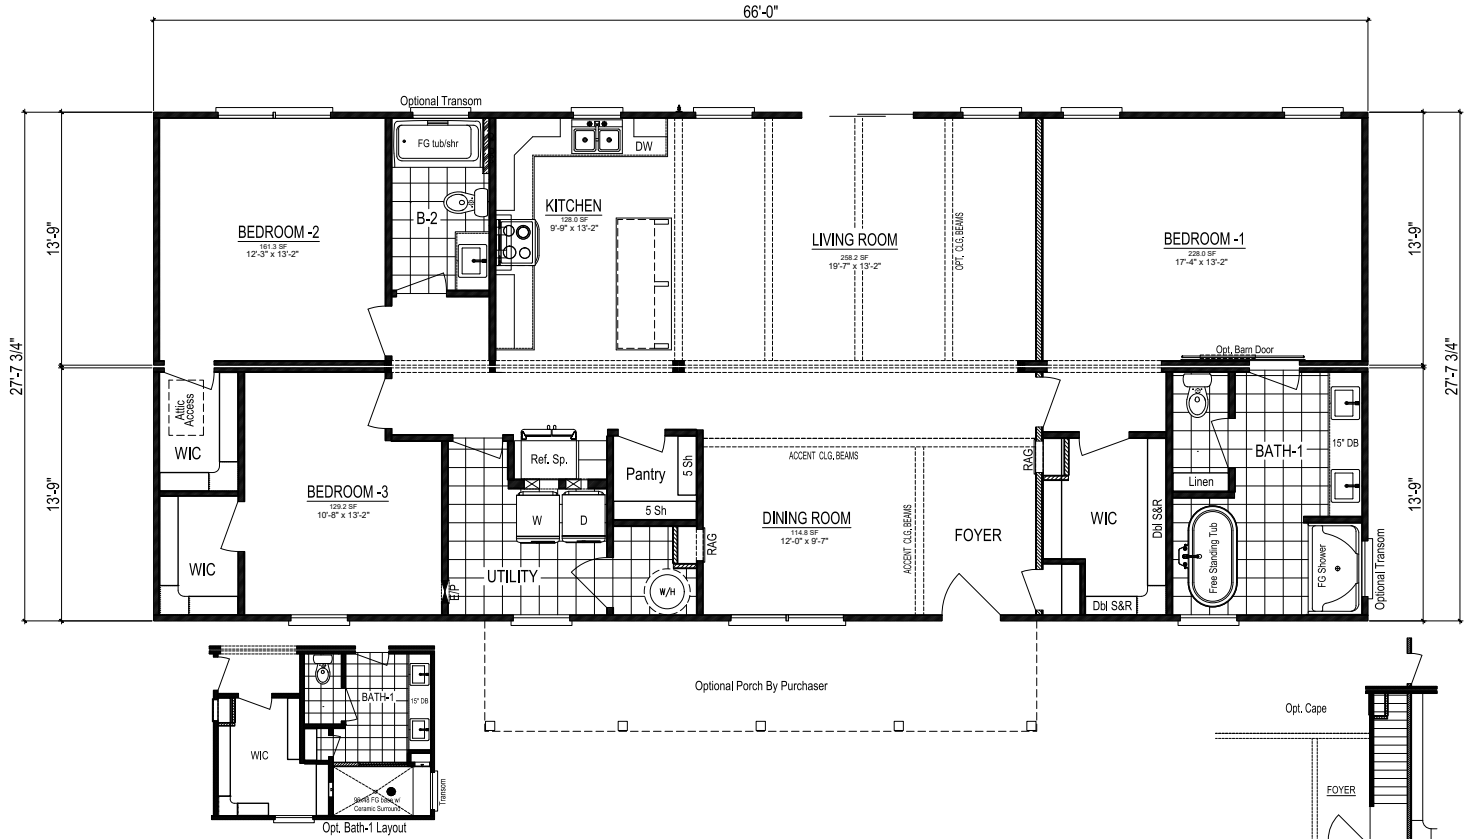 66'-0"
Optional Transom
FG tub/shr
DW
B-2
KITCHEN
128.0 SF
9'-9" x 13'-2"
BEDROOM -2
161.3 SF
12'-3" x 13'-2"
LIVING ROOM
258.2 SF
19'-7" x 13'-2"
OPT, CLG, BEAMS
BEDROOM -1
228.0 SF
17'-4" x 13'-2"
13'-9"
13'-9"
27'-7 3/4"
27'-7 3/4"
Opt, Barn Door
Attic
Access
WIC
BEDROOM -3
129.2 SF
10'-8" x 13'-2"
WIC
13'-9"
13'-9"
Ref. Sp.
Pantry
5 Sh
5 Sh
W
D
UTILITY
E/P
W/H
RAG
ACCENT CLG, BEAMS
DINING ROOM
114.8 SF
12'-0" x 9'-7"
ACCENT CLG, BEAMS
FOYER
RAG
WIC
Dbl S&R
Dbl S&R
BATH-1
15" DB
Linen
Free Standing Tub
FG Shower
Optional Transom
Optional Porch By Purchaser
BATH-1
15" DB
WIC
96x48 FG base w/
Ceramic Surround
Transom
Opt, Bath-1 Layout
Opt, Cape
FOYER